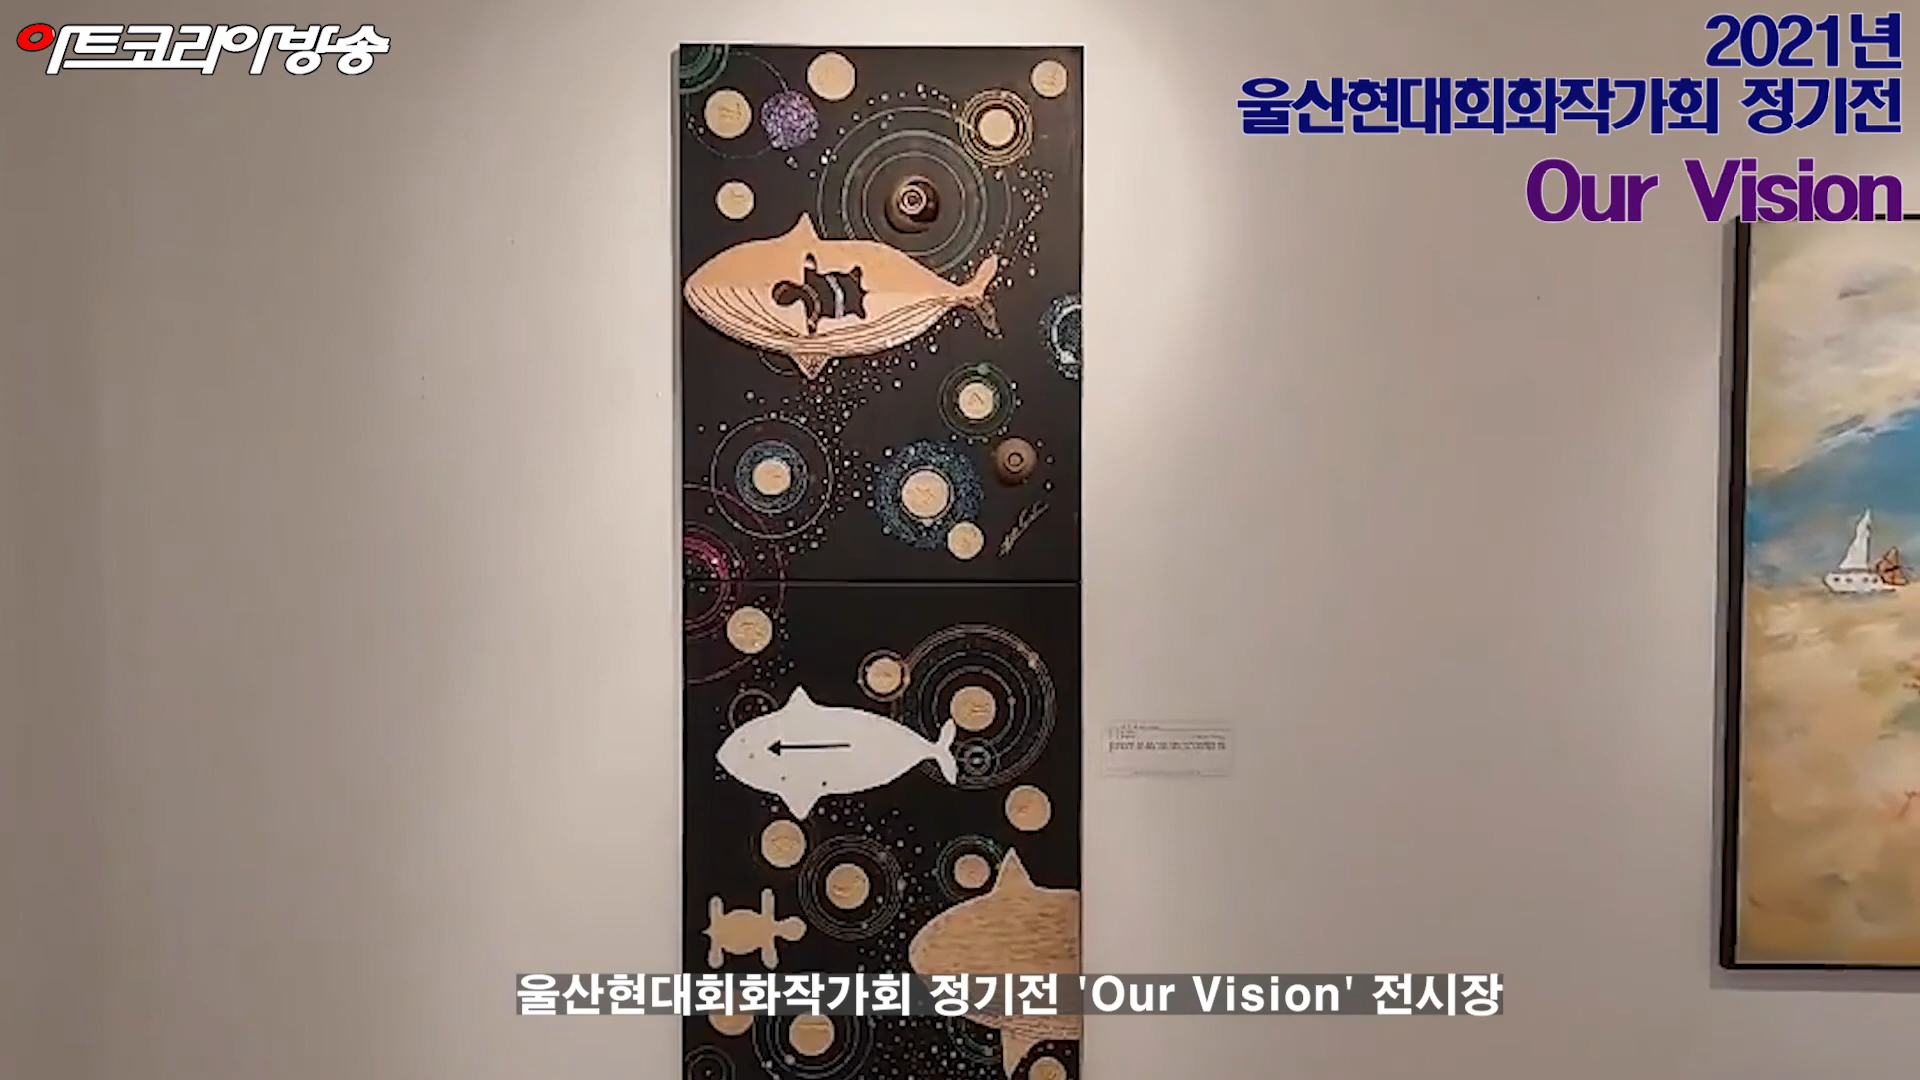 아트코리아방송
2021년
울산현대회화작가회 정기전
Our Vision
울산현대회화작가회 정기전 'Our Vision' 전시장